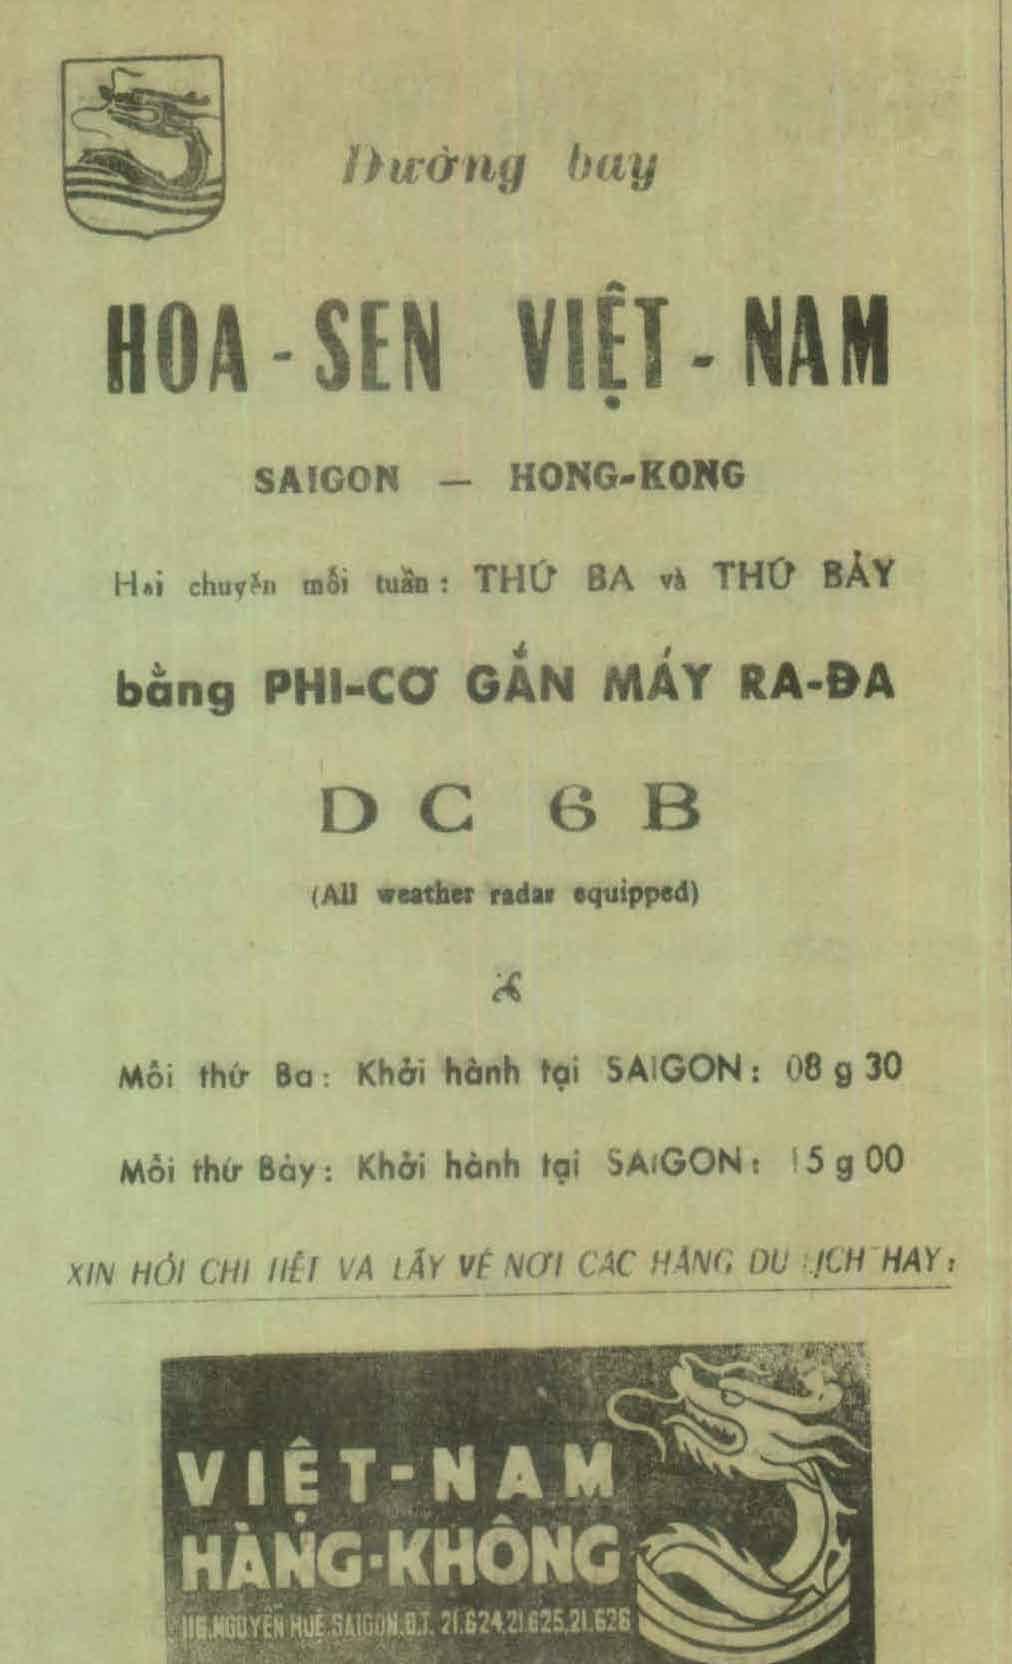 Đường bay
HOA-SEN VIỆT-NAM
SAIGON — HONG-KONG
Hai chuyến mỗi tuần : THỨ BA và THỨ BẢY
bằng PHI-CƠ GẮN MÁY RA-ĐA
DC 6B
(All weather radar equipped)
Mỗi thứ Ba : Khởi hành tại SAIGON : 08 g 30
Mỗi thứ Bảy : Khởi hành tại SAIGON : 15 g 00
XIN HỎI CHI TIẾT VÀ LẤY VÉ NƠI CÁC HÃNG DU LỊCH HAY :
VIỆT-NAM
HÀNG-KHÔNG
116.NGUYỄN HUỆ.SAIGON.Đ.T. 21.624,21.625,21.626